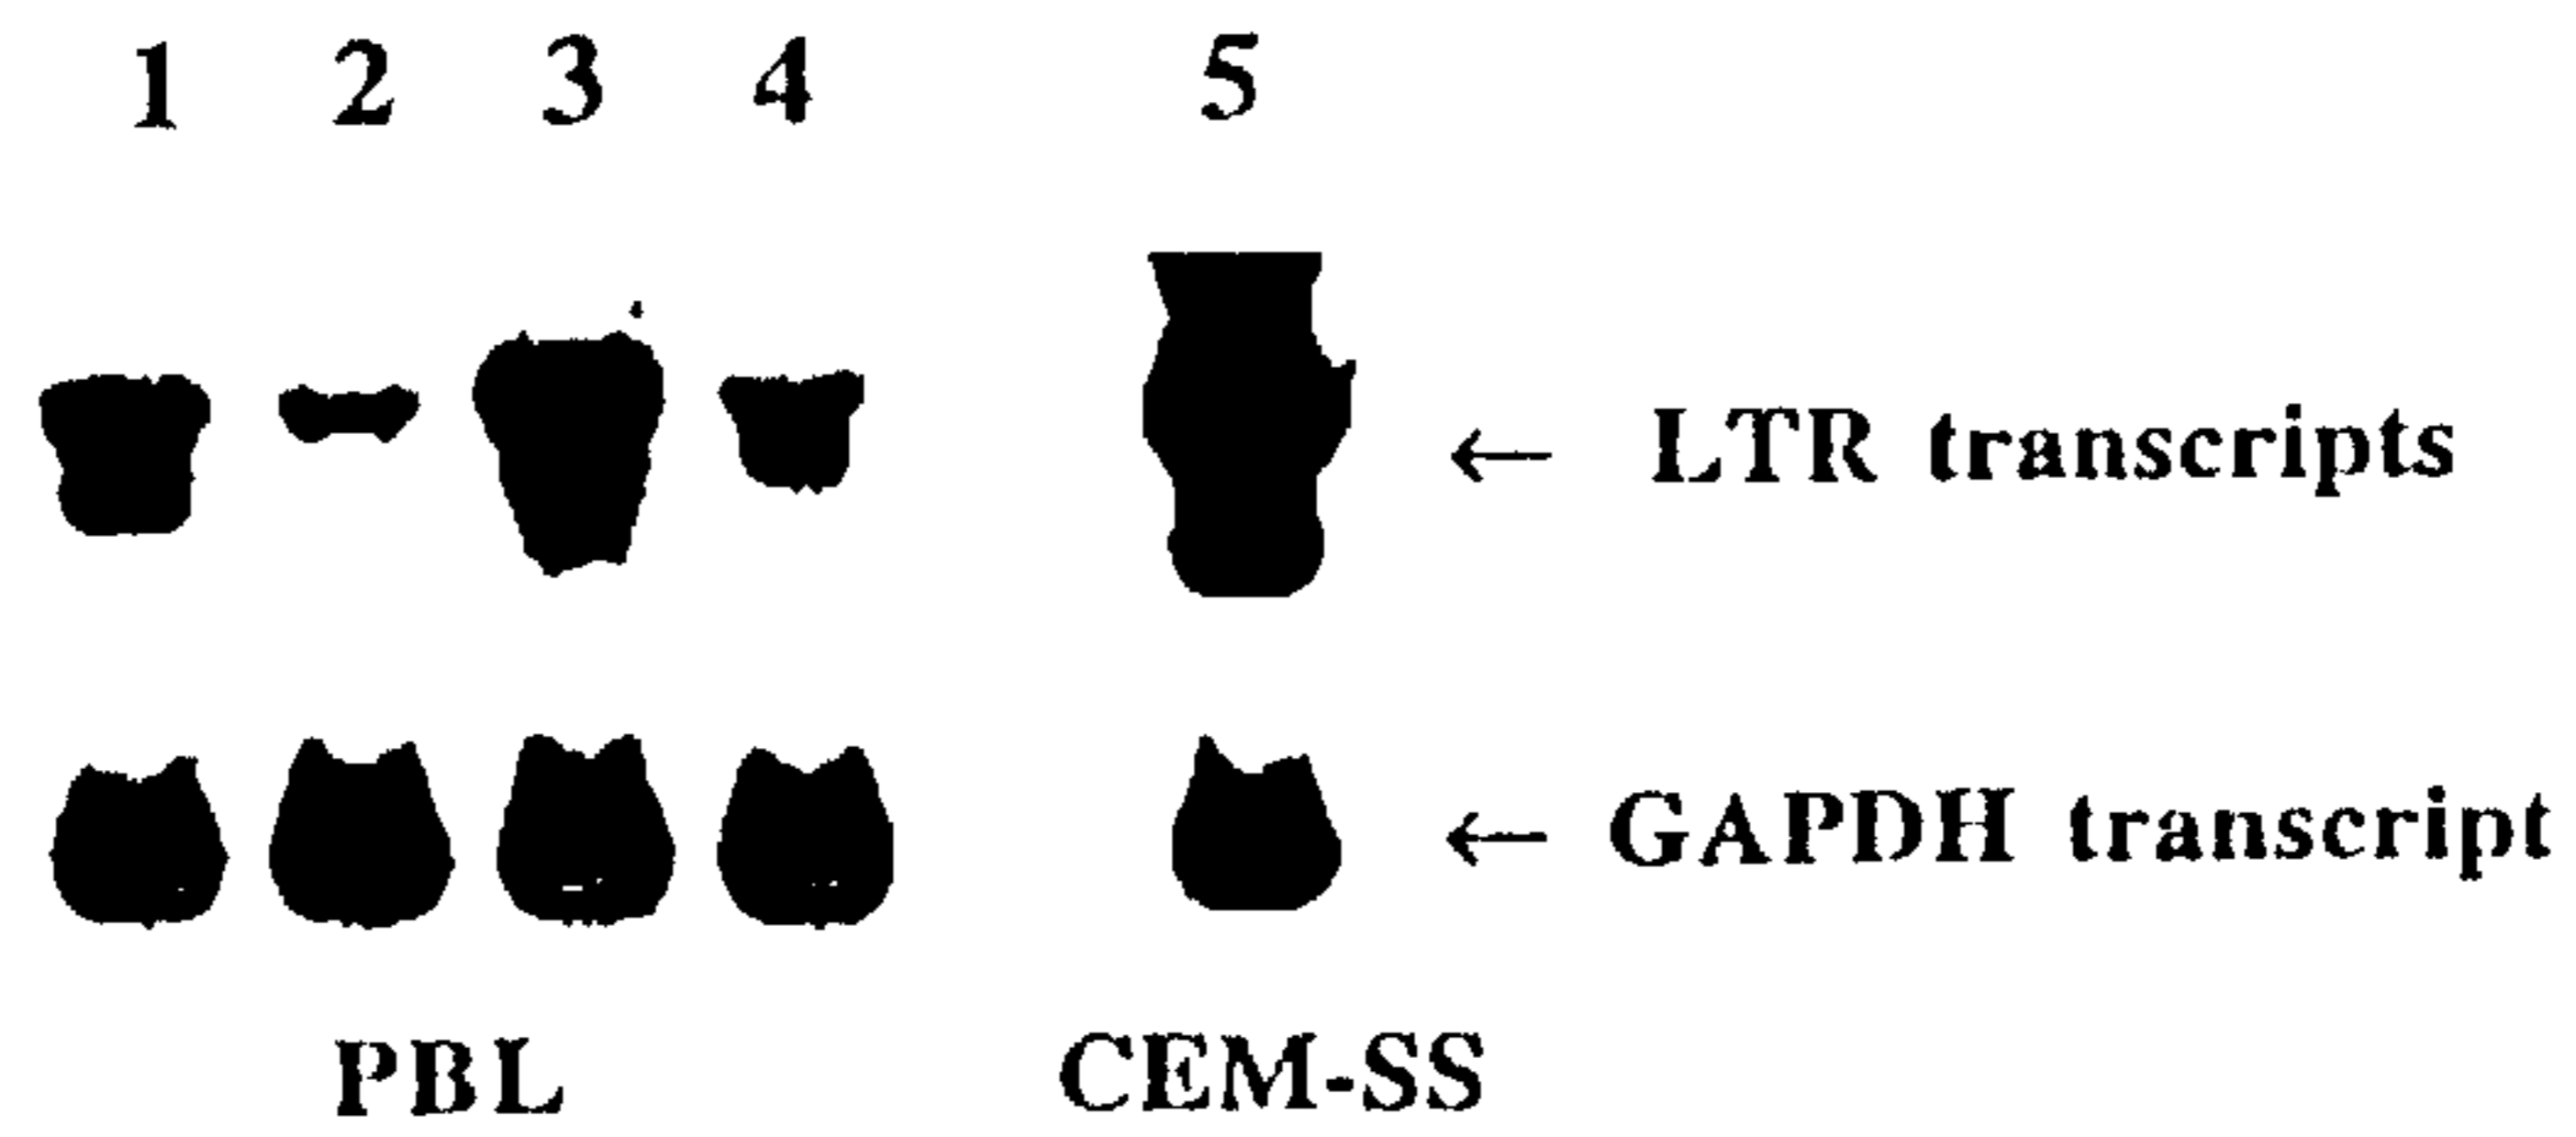 1 2 3 4 5
← LTR transcripts
← GAPDH transcript
PBL CEM-SS